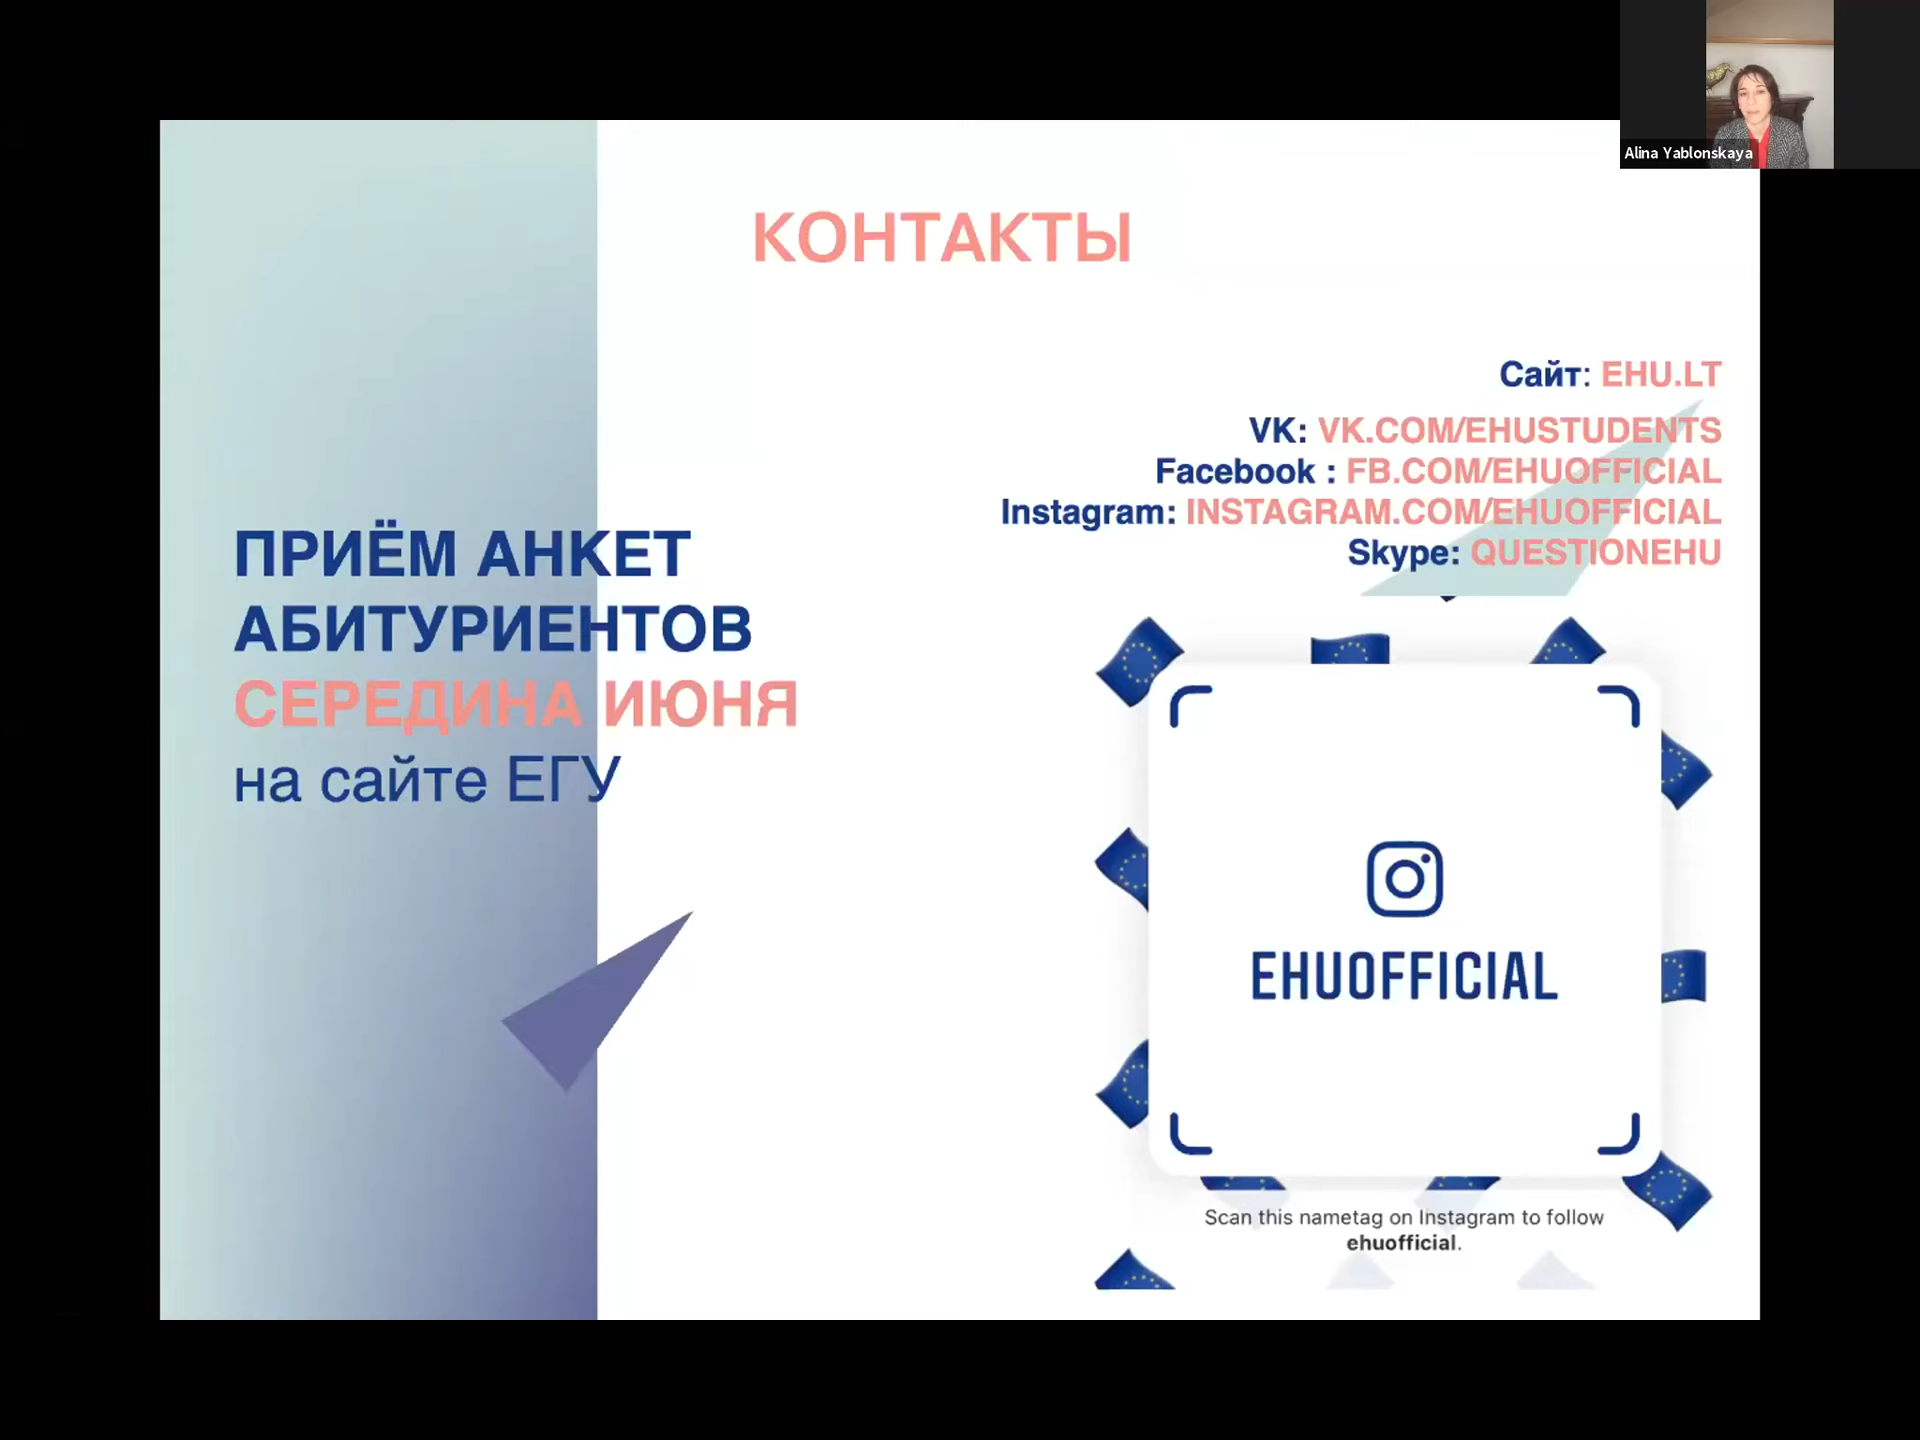 Alina Yablonskaya
КОНТАКТЫ
Сайт: EHU.LT
VK: VK.COM/EHUSTUDENTS
Facebook : FB.COM/EHUOFFICIAL
Instagram: INSTAGRAM.COM/EHUOFFICIAL
Skype: QUESTIONEHU
ПРИЁМ АНКЕТ
АБИТУРИЕНТОВ
СЕРЕДИНА ИЮНЯ
на сайте ЕГУ
EHUOFFICIAL
Scan this nametag on Instagram to follow
ehuofficial.